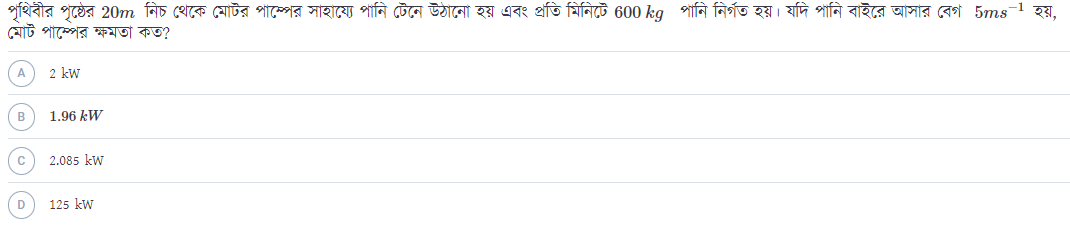 পৃথিবীর পৃষ্ঠের 20m নিচ থেকে মোটর পাম্পের সাহায্যে পানি টেনে উঠানো হয় এবং প্রতি মিনিটে 600 kg পানি নির্গত হয়। যদি পানি বাইরে আসার বেগ 5ms⁻¹ হয়,
মোট পাম্পের ক্ষমতা কত?
A 2 kW
B 1.96 kW
C 2.085 kW
D 125 kW